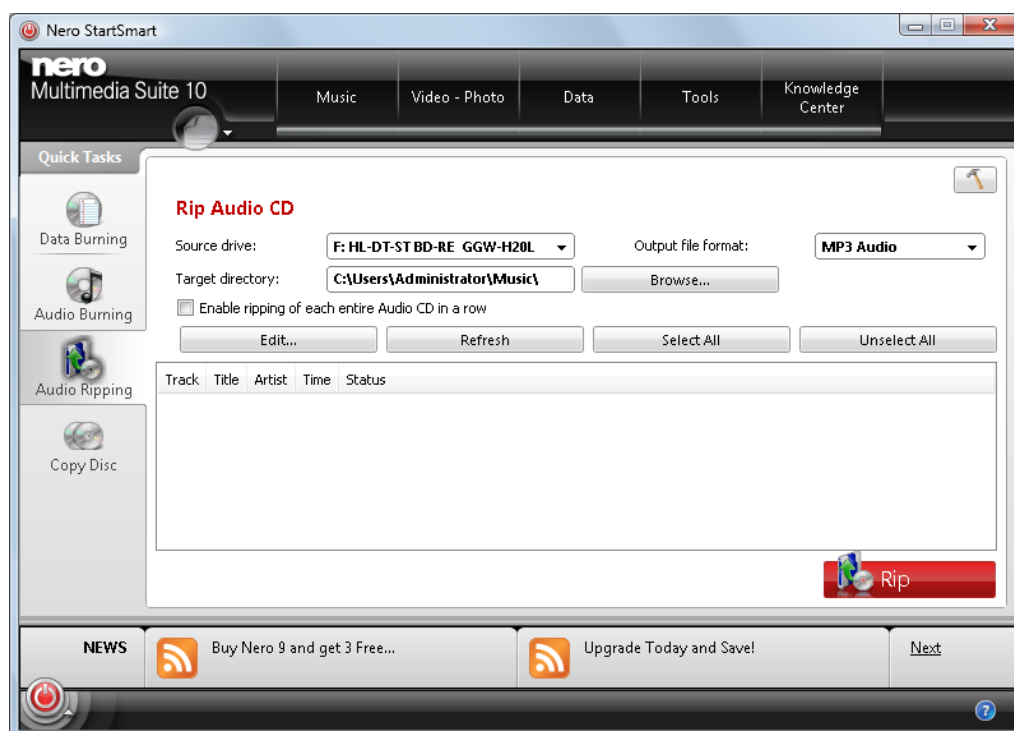 Nero StartSmart
nero
Multimedia Suite 10
Music
Video - Photo
Data
Tools
Knowledge
Center
Quick Tasks
Data Burning
Audio Burning
Audio Ripping
Copy Disc
Rip Audio CD
Source drive:
F: HL-DT-ST BD-RE  GGW-H20L
Output file format:
MP3 Audio
Target directory:
C:\Users\Administrator\Music\
Browse...
Enable ripping of each entire Audio CD in a row
Edit...
Refresh
Select All
Unselect All
Track Title Artist Time Status
Rip
NEWS
Buy Nero 9 and get 3 Free...
Upgrade Today and Save!
Next